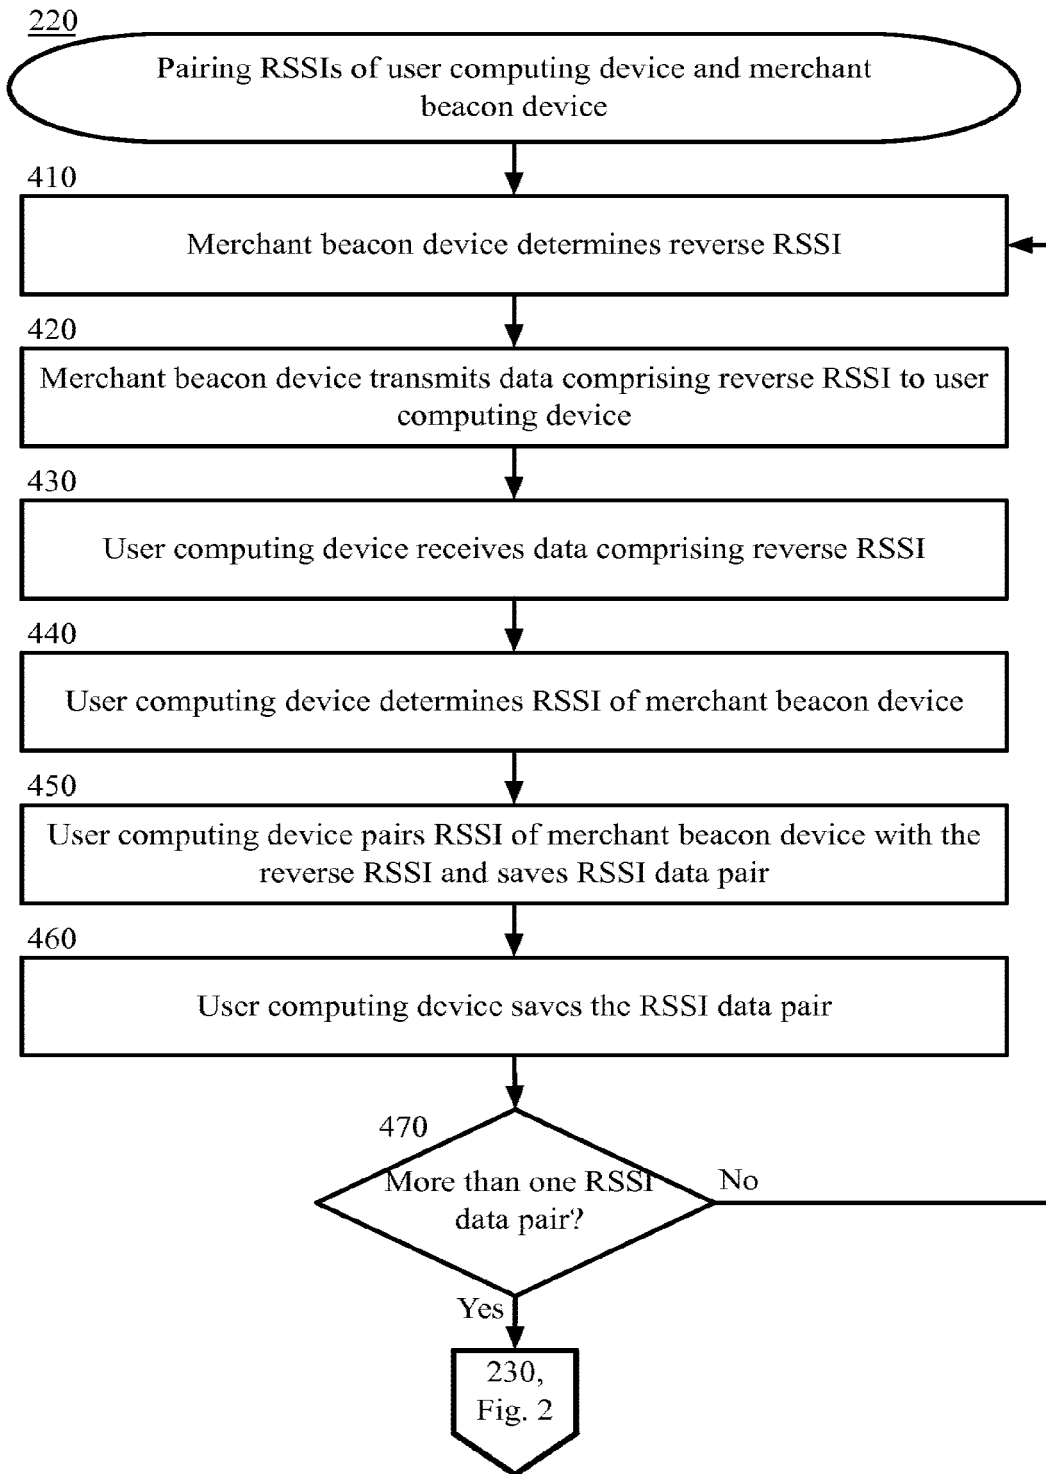 220
Pairing RSSIs of user computing device and merchant
beacon device
410
Merchant beacon device determines reverse RSSI
420
Merchant beacon device transmits data comprising reverse RSSI to user
computing device
430
User computing device receives data comprising reverse RSSI
440
User computing device determines RSSI of merchant beacon device
450
User computing device pairs RSSI of merchant beacon device with the
reverse RSSI and saves RSSI data pair
460
User computing device saves the RSSI data pair
470
More than one RSSI
data pair?
No
Yes
230,
Fig. 2